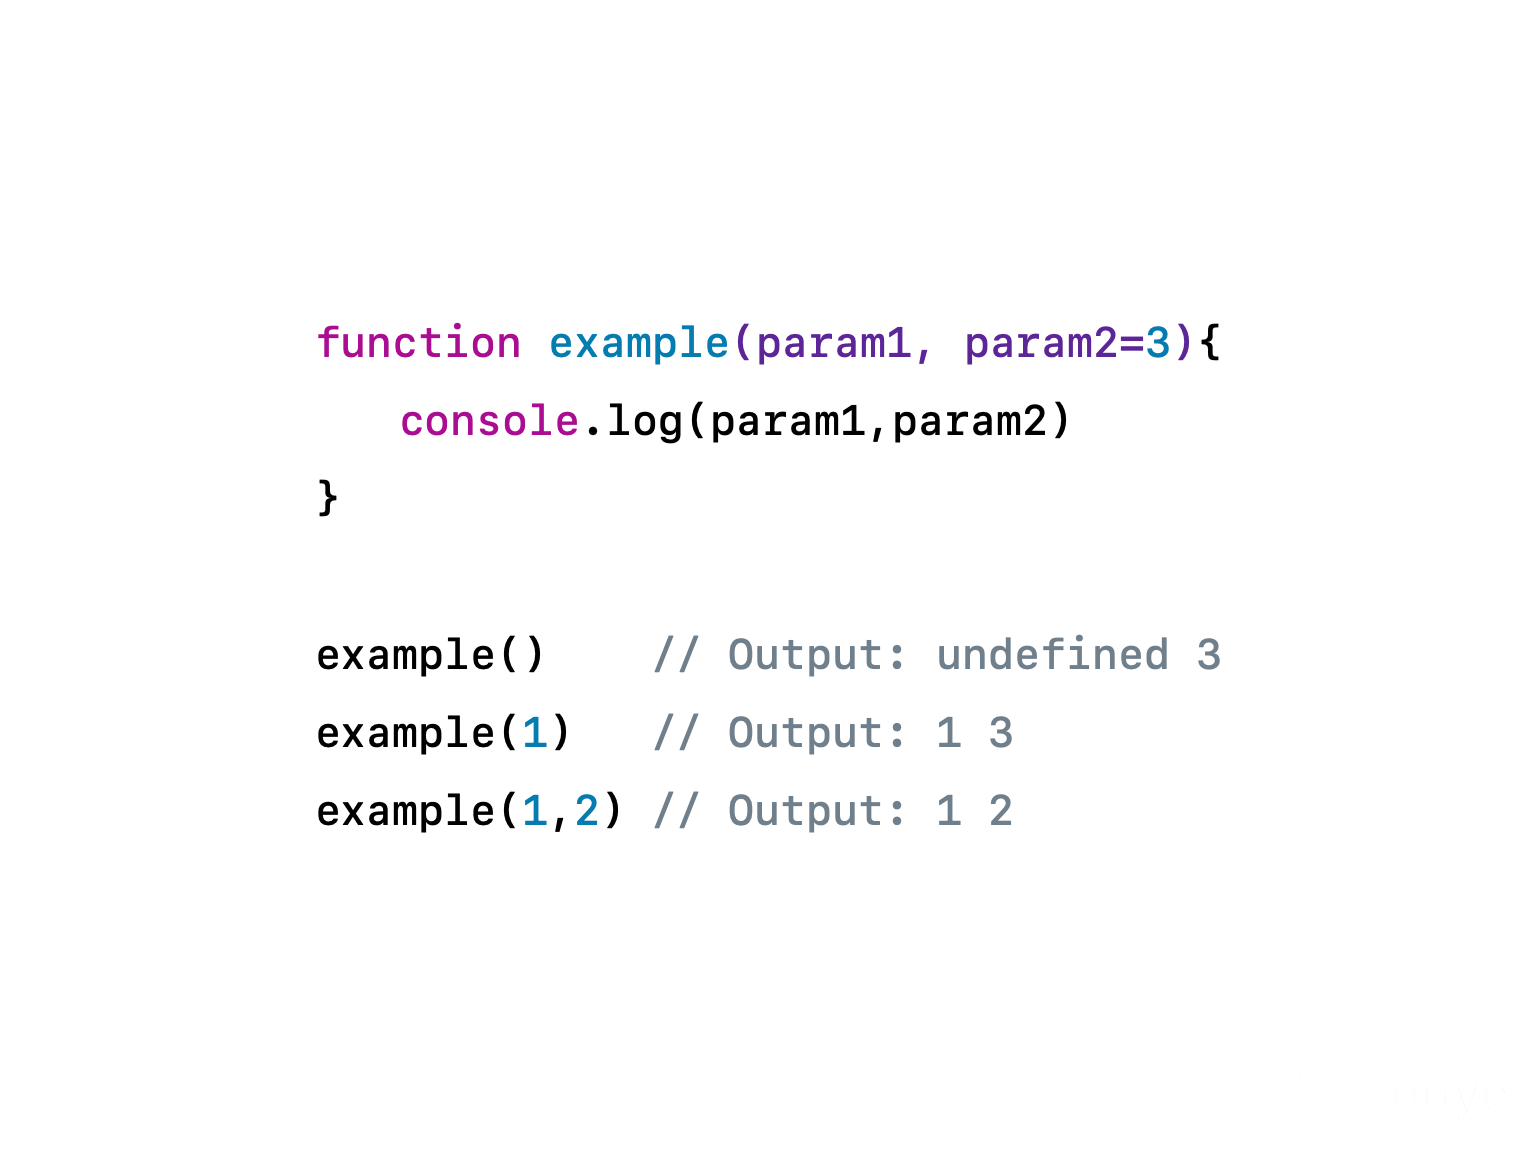 function example(param1, param2=3){
console.log(param1,param2)
}
example() // Output: undefined 3
example(1) // Output: 1 3
example(1,2) // Output: 1 2